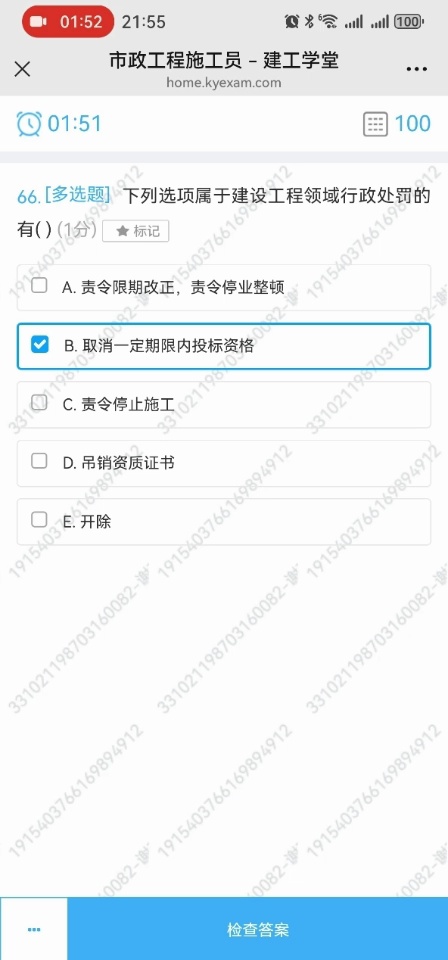 01:52 21:55 6 100
市政工程施工员 – 建工学堂
home.kyexam.com
01:51 100
66. [多选题] 下列选项属于建设工程领域行政处罚的
有( ) (1分) ★ 标记
A. 责令限期改正，责令停业整顿
B. 取消一定期限内投标资格
C. 责令停止施工
D. 吊销资质证书
E. 开除
检查答案
1915403766169894912
331021198703160082